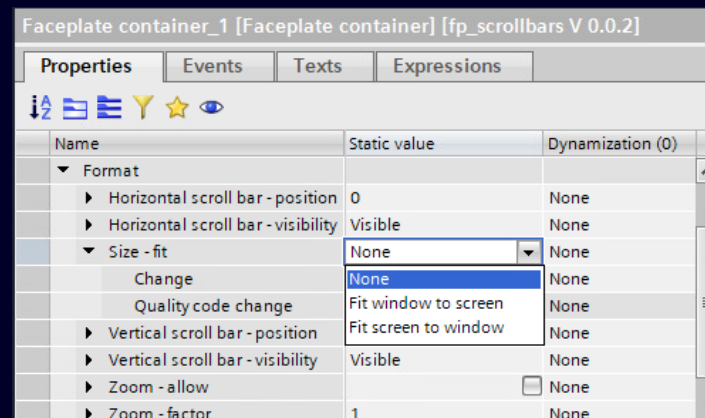 Faceplate container_1 [Faceplate container] [fp_scrollbars V 0.0.2]
Properties Events Texts Expressions
Name Static value Dynamization (0)
Format
Horizontal scroll bar - position 0 None
Horizontal scroll bar - visibility Visible None
Size - fit None None
Change None None
Quality code change Fit window to screen None
Vertical scroll bar - position Fit screen to window None
Vertical scroll bar - visibility Visible None
Zoom - allow None
Zoom - factor 1 None